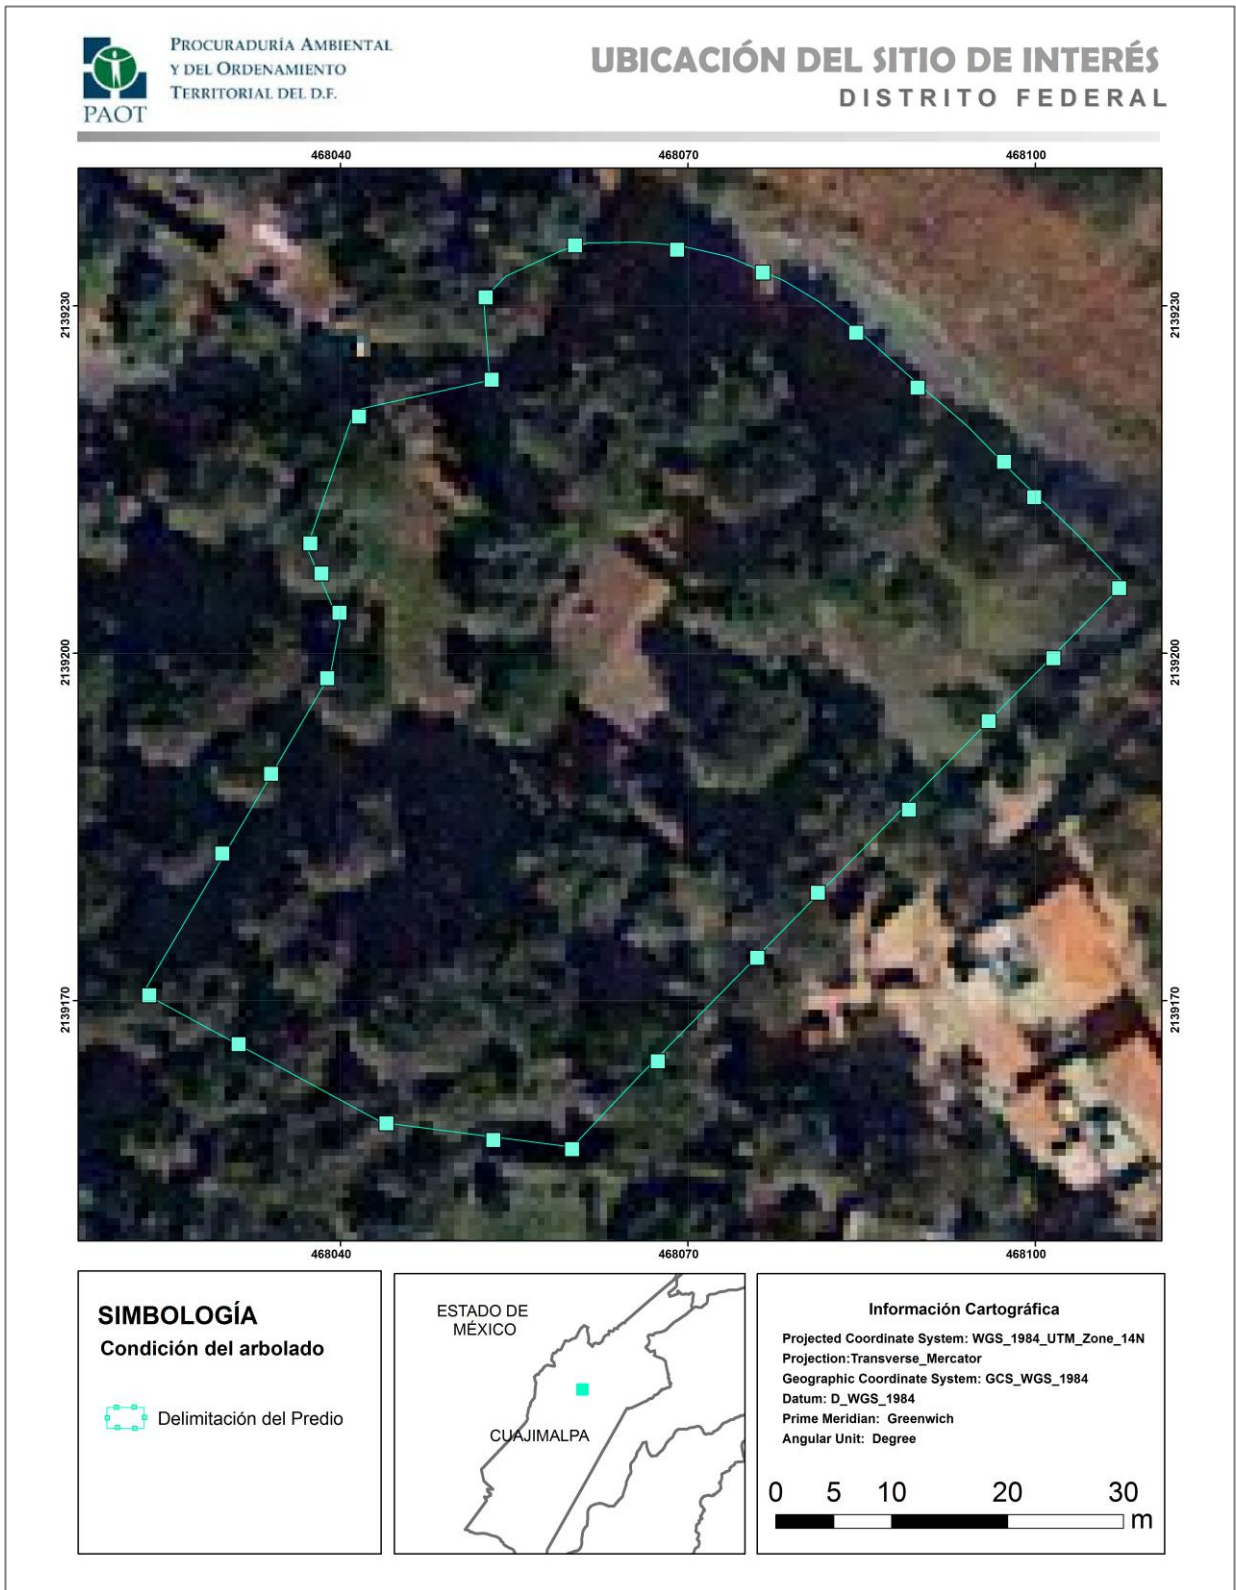 PROCURADURÍA AMBIENTAL
Y DEL ORDENAMIENTO
TERRITORIAL DEL D.F.
PAOT
UBICACIÓN DEL SITIO DE INTERÉS
DISTRITO FEDERAL
468040 468070 468100
2139230 2139230
2139200 2139200
2139170 2139170
468040 468070 468100
SIMBOLOGÍA
Condición del arbolado
Delimitación del Predio
ESTADO DE
MÉXICO
CUAJIMALPA
Información Cartográfica
Projected Coordinate System: WGS_1984_UTM_Zone_14N
Projection:Transverse_Mercator
Geographic Coordinate System: GCS_WGS_1984
Datum: D_WGS_1984
Prime Meridian: Greenwich
Angular Unit: Degree
0 5 10 20 30
m